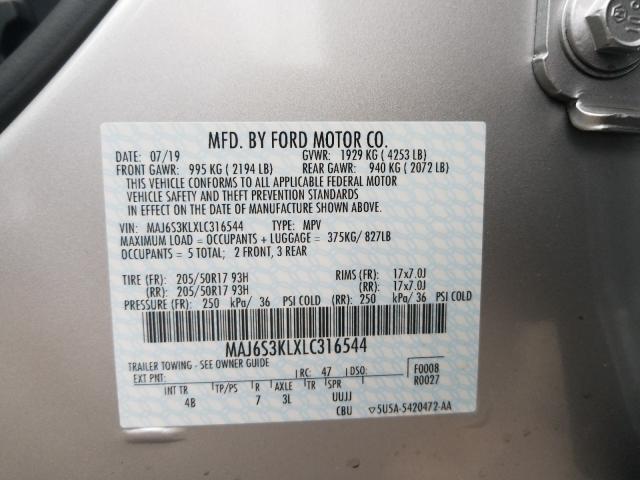 MFD. BY FORD MOTOR CO.
DATE: 07/19 GVWR: 1929 KG ( 4253 LB)
FRONT GAWR: 995 KG ( 2194 LB) REAR GAWR: 940 KG ( 2072 LB)
THIS VEHICLE CONFORMS TO ALL APPLICABLE FEDERAL MOTOR
VEHICLE SAFETY AND THEFT PREVENTION STANDARDS
IN EFFECT ON THE DATE OF MANUFACTURE SHOWN ABOVE.
VIN: MAJ6S3KLXLC316544 TYPE: MPV
MAXIMUM LOAD = OCCUPANTS + LUGGAGE = 375KG/ 827LB
OCCUPANTS = 5 TOTAL; 2 FRONT, 3 REAR
TIRE (FR): 205/50R17 93H RIMS (FR): 17x7.0J
(RR): 205/50R17 93H (RR): 17x7.0J
PRESSURE (FR): 250 kPa/ 36 PSI COLD (RR): 250 kPa/ 36 PSI COLD
MAJ6S3KLXLC316544
TRAILER TOWING - SEE OWNER GUIDE
EXT PNT: RC: 47 DSO: F0008
R0027
INT TR TP/PS R AXLE TR SPR
4B 7 3L UUJJ
CBU 5U5A-5420472-AA